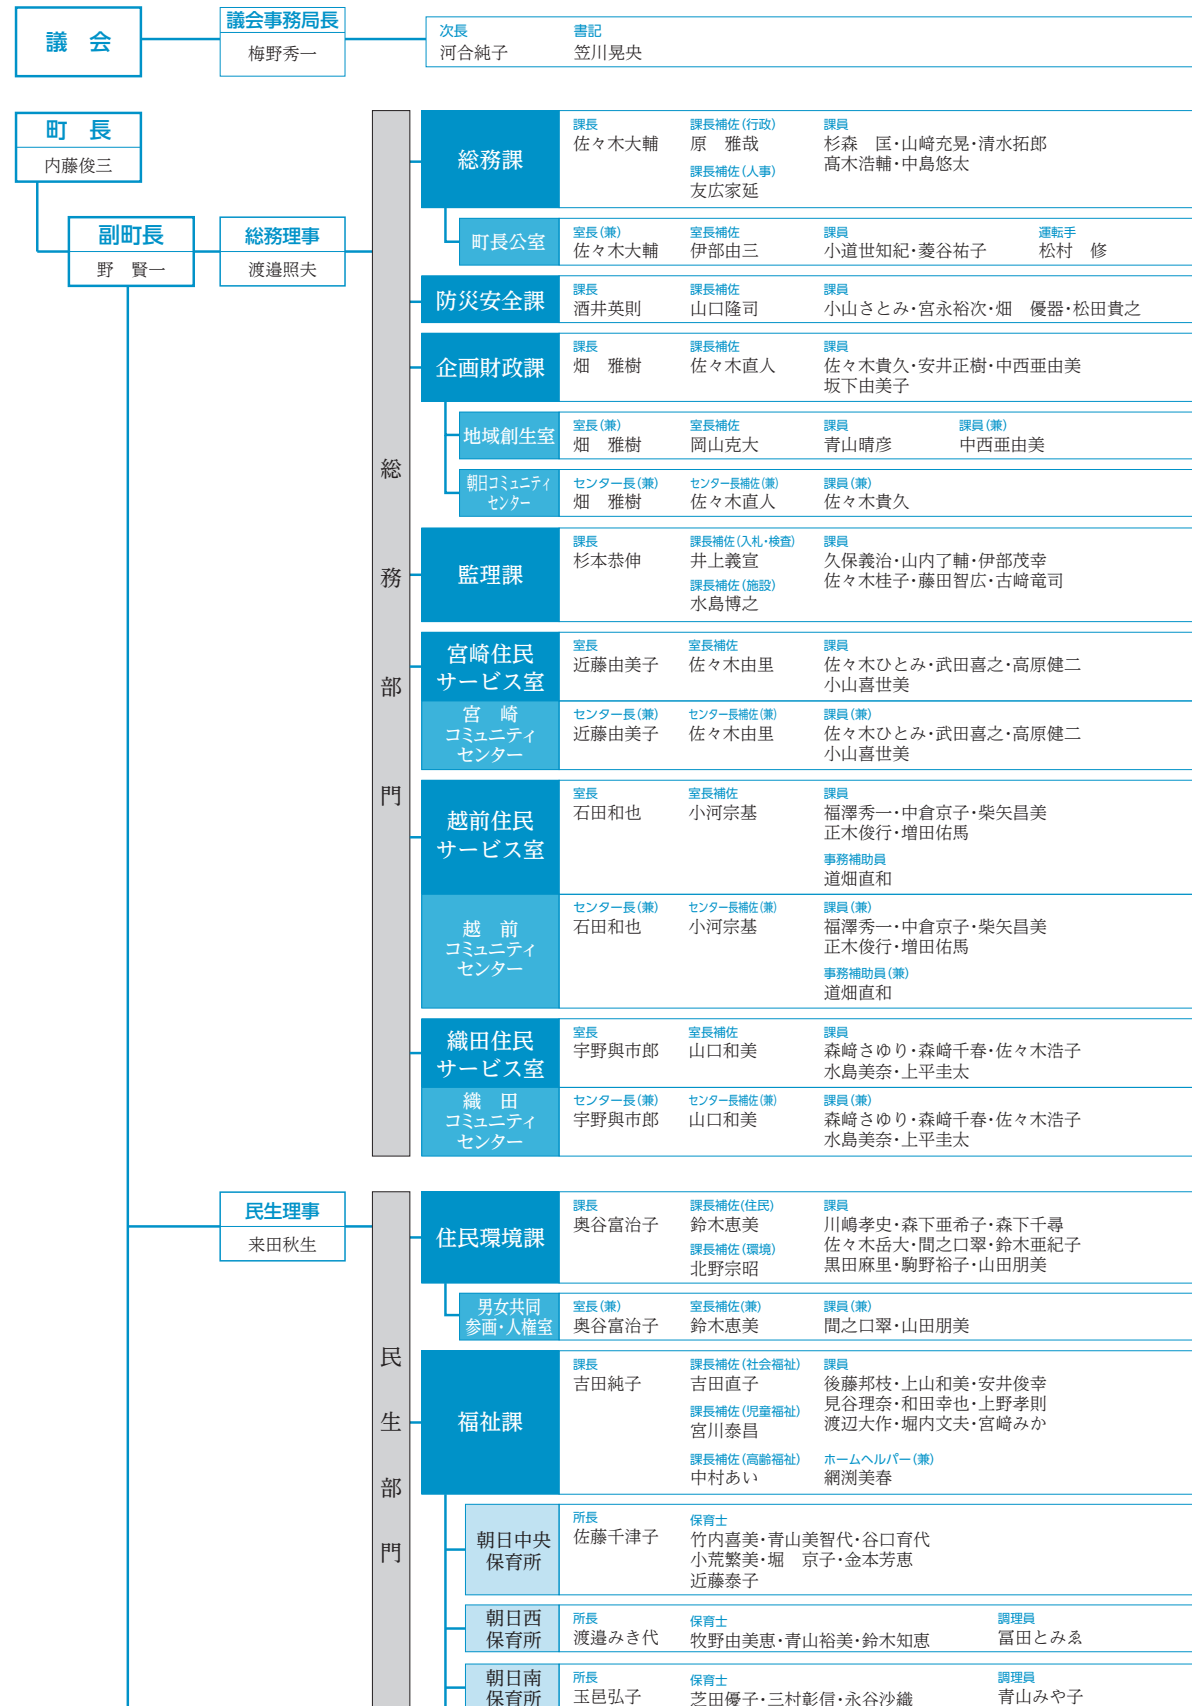 議　会
議会事務局長
梅野秀一
次長　書記
河合純子　笠川晃央
町　長
内藤俊三
副町長
野　賢一
総務理事
渡邉照夫
総務部門
総務課
課長
佐々木大輔
課長補佐(行政)
原　雅哉
課長補佐(人事)
友広家延
課員
杉森　匡・山﨑充晃・清水拓郎
髙木浩輔・中島悠太
町長公室
室長(兼)
佐々木大輔
室長補佐
伊部由三
課員
小道世知紀・菱谷祐子
運転手
松村　修
防災安全課
課長
酒井英則
課長補佐
山口隆司
課員
小山さとみ・宮永裕次・畑　優器・松田貴之
企画財政課
課長
畑　雅樹
課長補佐
佐々木直人
課員
佐々木貴久・安井正樹・中西亜由美
坂下由美子
地域創生室
室長(兼)
畑　雅樹
室長補佐
岡山克大
課員
青山晴彦
課員(兼)
中西亜由美
朝日コミュニティ
センター
センター長(兼)
畑　雅樹
センター長補佐(兼)
佐々木直人
課員(兼)
佐々木貴久
監理課
課長
杉本恭伸
課長補佐(入札・検査)
井上義宣
課長補佐(施設)
水島博之
課員
久保義治・山内了輔・伊部茂幸
佐々木桂子・藤田智広・古﨑竜司
宮崎住民
サービス室
室長
近藤由美子
室長補佐
佐々木由里
課員
佐々木ひとみ・武田喜之・高原健二
小山喜世美
宮　崎
コミュニティ
センター
センター長(兼)
近藤由美子
センター長補佐(兼)
佐々木由里
課員(兼)
佐々木ひとみ・武田喜之・高原健二
小山喜世美
越前住民
サービス室
室長
石田和也
室長補佐
小河宗基
課員
福澤秀一・中倉京子・柴矢昌美
正木俊行・増田佑馬
事務補助員
道畑直和
越　前
コミュニティ
センター
センター長(兼)
石田和也
センター長補佐(兼)
小河宗基
課員(兼)
福澤秀一・中倉京子・柴矢昌美
正木俊行・増田佑馬
事務補助員(兼)
道畑直和
織田住民
サービス室
室長
宇野與市郎
室長補佐
山口和美
課員
森﨑さゆり・森﨑千春・佐々木浩子
水島美奈・上平圭太
織　田
コミュニティ
センター
センター長(兼)
宇野與市郎
センター長補佐(兼)
山口和美
課員(兼)
森﨑さゆり・森﨑千春・佐々木浩子
水島美奈・上平圭太
民生理事
来田秋生
民生部門
住民環境課
課長
奥谷富治子
課長補佐(住民)
鈴木恵美
課長補佐(環境)
北野宗昭
課員
川嶋孝史・森下亜希子・森下千尋
佐々木岳大・間之口翠・鈴木亜紀子
黒田麻里・駒野裕子・山田朋美
男女共同
参画・人権室
室長(兼)
奥谷富治子
室長補佐(兼)
鈴木恵美
課員(兼)
間之口翠・山田朋美
福祉課
課長
吉田純子
課長補佐(社会福祉)
吉田直子
課長補佐(児童福祉)
宮川泰昌
課長補佐(高齢福祉)
中村あい
課員
後藤邦枝・上山和美・安井俊幸
見谷理奈・和田幸也・上野孝則
渡辺大作・堀内文夫・宮﨑みか
ホームヘルパー(兼)
網渕美春
朝日中央
保育所
所長
佐藤千津子
保育士
竹内喜美・青山美智代・谷口育代
小荒繁美・堀　京子・金本芳恵
近藤泰子
朝日西
保育所
所長
渡邉みき代
保育士
牧野由美恵・青山裕美・鈴木知恵
調理員
冨田とみゑ
朝日南
保育所
所長
玉邑弘子
保育士
芝田優子・三村彰信・永谷沙織
調理員
青山みや子